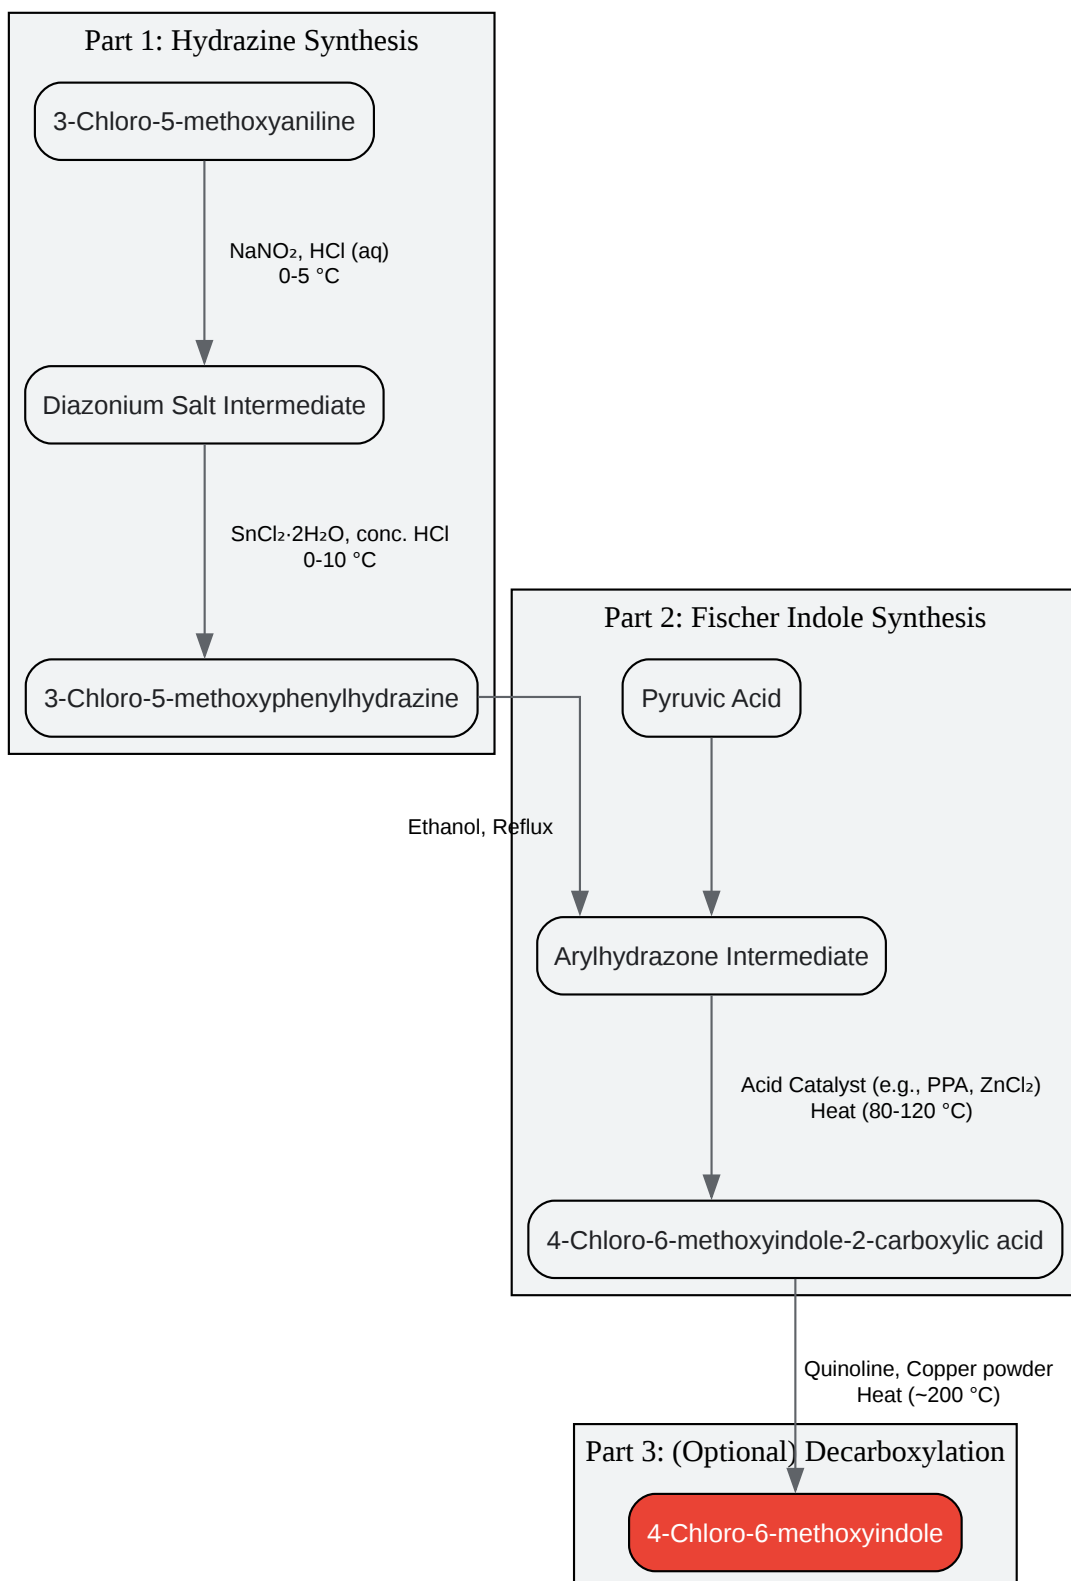 Part 1: Hydrazine Synthesis
3-Chloro-5-methoxyaniline
NaNO₂, HCl (aq)
0-5 °C
Diazonium Salt Intermediate
SnCl₂·2H₂O, conc. HCl
0-10 °C
3-Chloro-5-methoxyphenylhydrazine
Part 2: Fischer Indole Synthesis
Pyruvic Acid
Ethanol, Reflux
Arylhydrazone Intermediate
Acid Catalyst (e.g., PPA, ZnCl₂)
Heat (80-120 °C)
4-Chloro-6-methoxyindole-2-carboxylic acid
Quinoline, Copper powder
Heat (~200 °C)
Part 3: (Optional) Decarboxylation
4-Chloro-6-methoxyindole